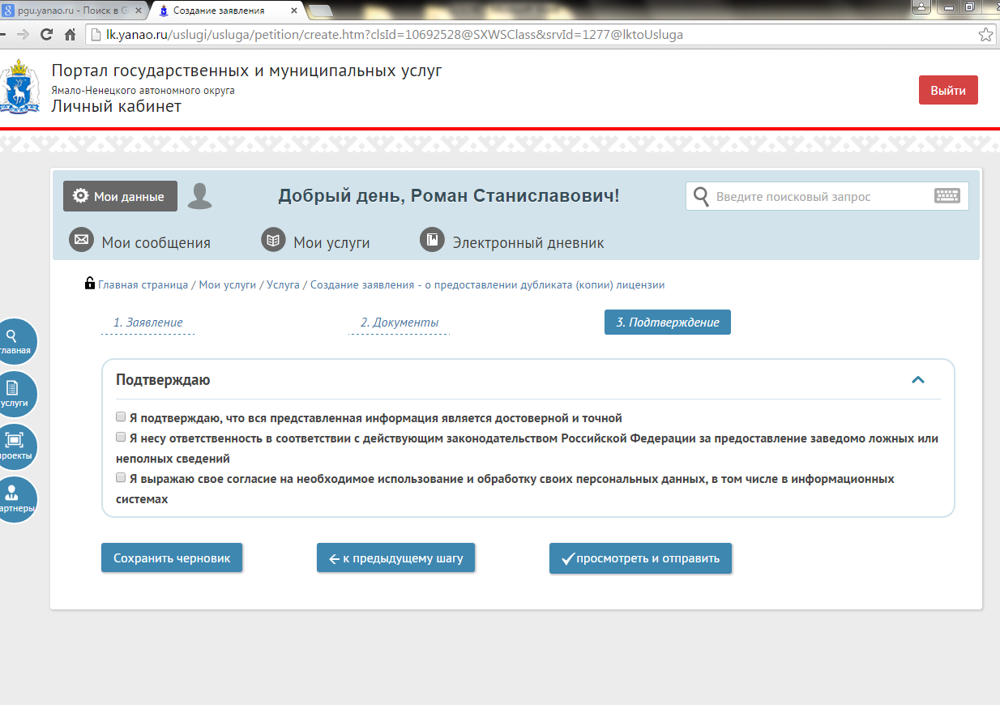 pgu.yanao.ru - Поиск в G
Создание заявления
lk.yanao.ru/uslugi/usluga/petition/create.htm?clsId=10692528@SXWSClass&srvId=1277@lktoUsluga
Портал государственных и муниципальных услуг
Ямало-Ненецкого автономного округа
Личный кабинет
Выйти
Мои данные
Добрый день, Роман Станиславович!
Введите поисковый запрос
Мои сообщения
Мои услуги
Электронный дневник
Главная страница / Мои услуги / Услуга / Создание заявления - о предоставлении дубликата (копии) лицензии
1. Заявление
2. Документы
3. Подтверждение
главная
услуги
роекты
артнеры
Подтверждаю
Я подтверждаю, что вся представленная информация является достоверной и точной
Я несу ответственность в соответствии с действующим законодательством Российской Федерации за предоставление заведомо ложных или
неполных сведений
Я выражаю свое согласие на необходимое использование и обработку своих персональных данных, в том числе в информационных
системах
Сохранить черновик
к предыдущему шагу
просмотреть и отправить